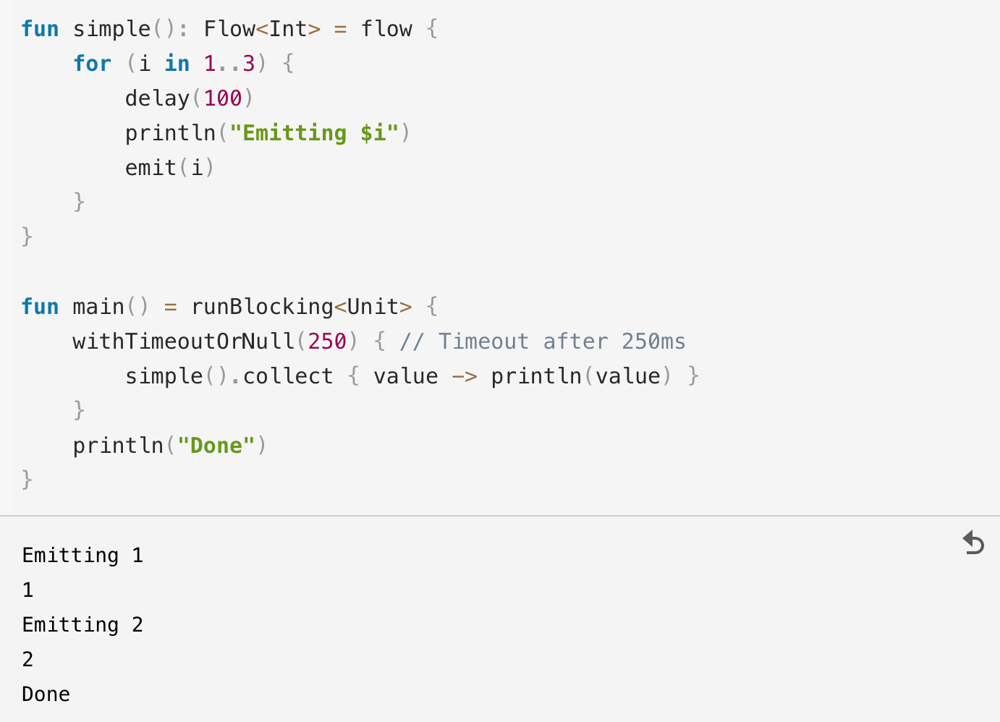 fun simple(): Flow<Int> = flow {
    for (i in 1..3) {
        delay(100)
        println("Emitting $i")
        emit(i)
    }
}

fun main() = runBlocking<Unit> {
    withTimeoutOrNull(250) { // Timeout after 250ms
        simple().collect { value -> println(value) }
    }
    println("Done")
}
Emitting 1
1
Emitting 2
2
Done